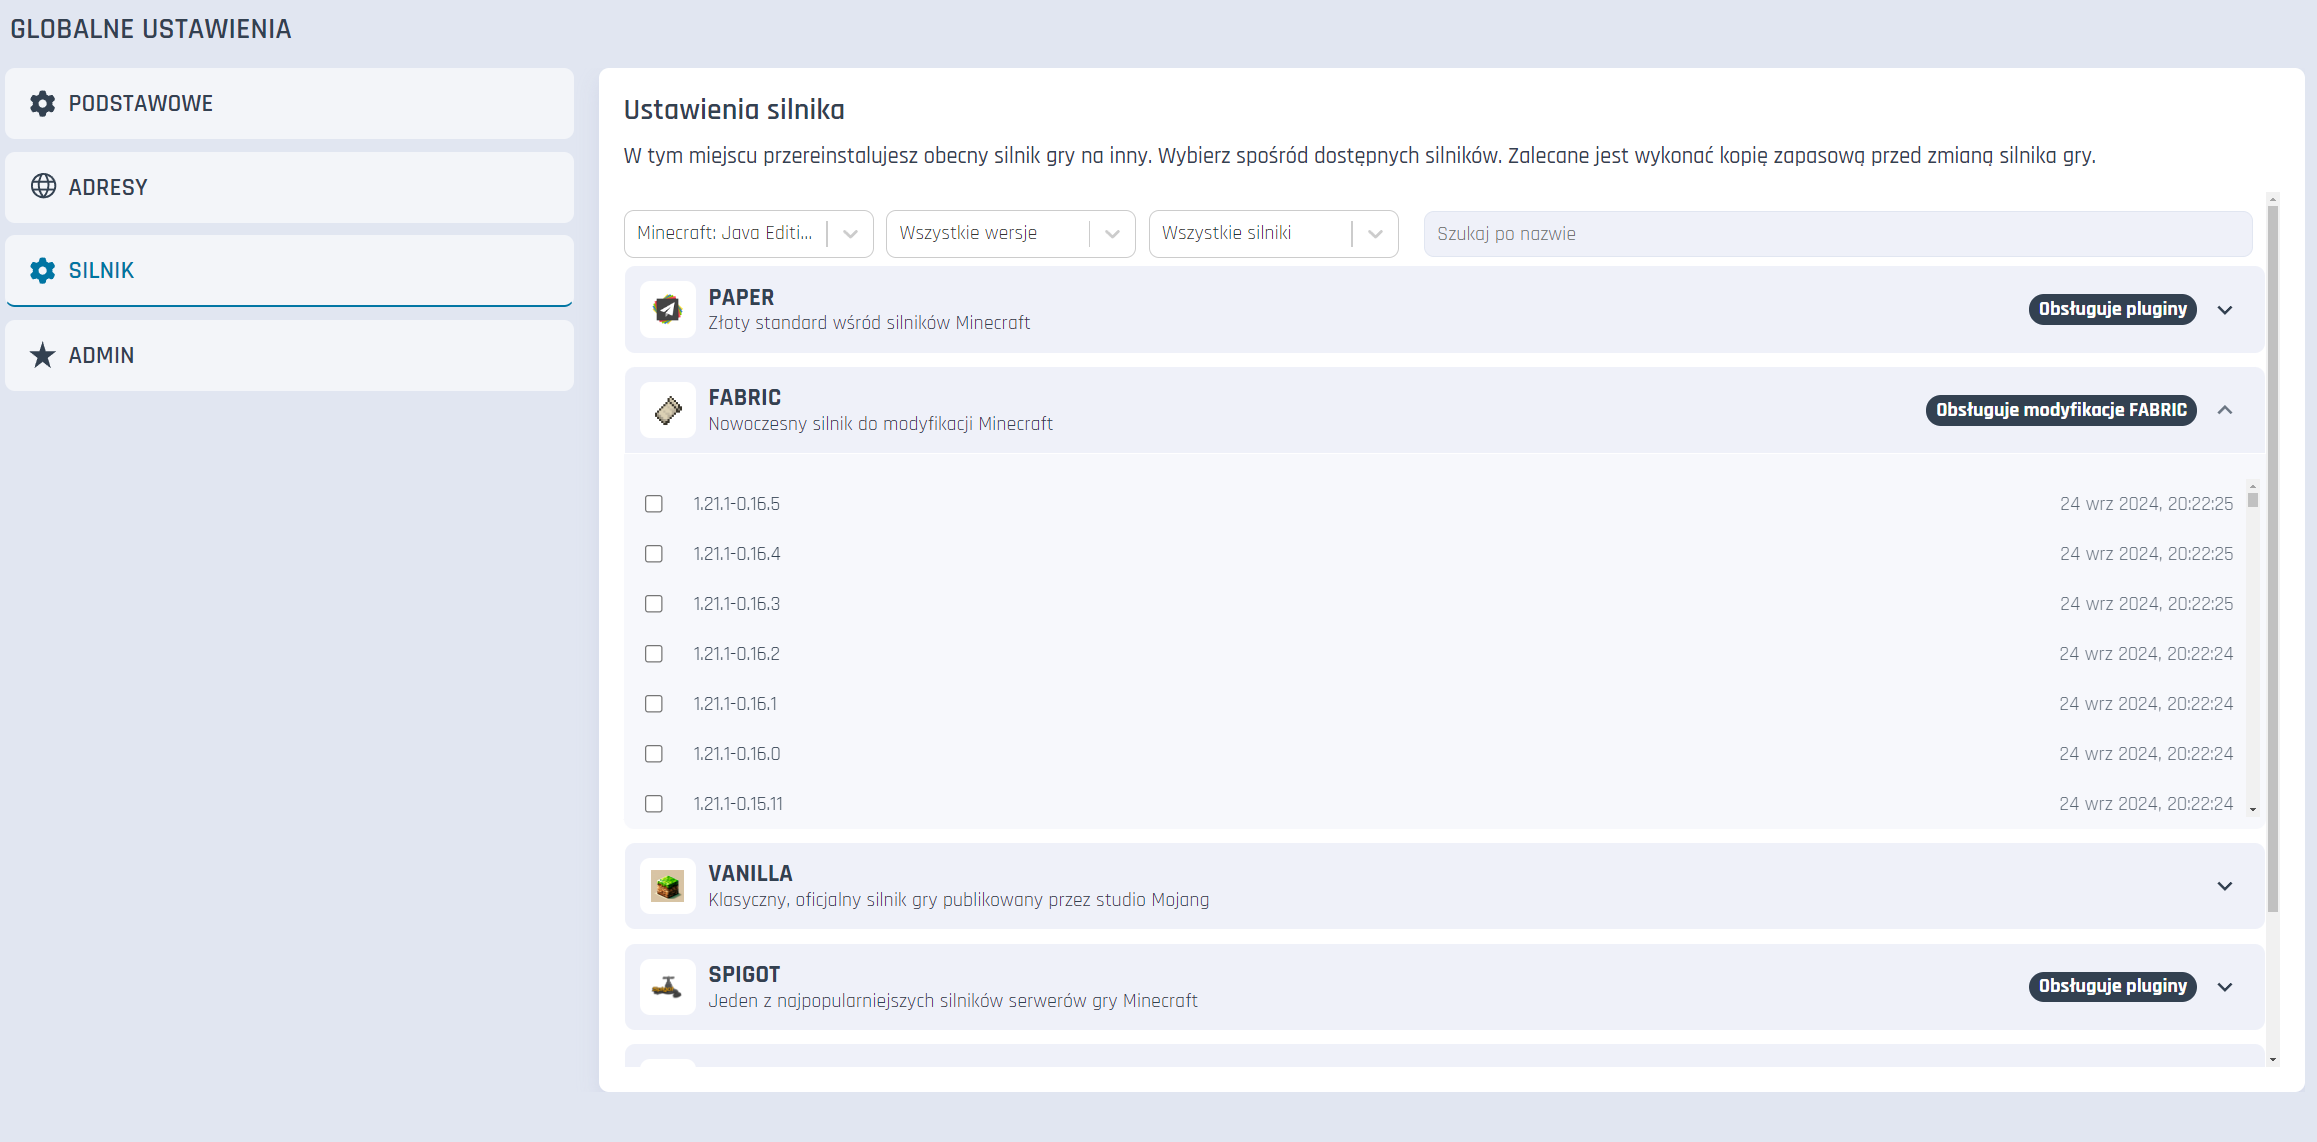 GLOBALNE USTAWIENIA
PODSTAWOWE
ADRESY
SILNIK
ADMIN
Ustawienia silnika
W tym miejscu przereinstalujesz obecny silnik gry na inny. Wybierz spośród dostępnych silników. Zalecane jest wykonać kopię zapasową przed zmianą silnika gry.
Minecraft: Java Editi... Wszystkie wersje Wszystkie silniki Szukaj po nazwie
PAPER
Złoty standard wśród silników Minecraft
Obsługuje pluginy
FABRIC
Nowoczesny silnik do modyfikacji Minecraft
Obsługuje modyfikacje FABRIC
1.21.1-0.16.5 24 wrz 2024, 20:22:25
1.21.1-0.16.4 24 wrz 2024, 20:22:25
1.21.1-0.16.3 24 wrz 2024, 20:22:25
1.21.1-0.16.2 24 wrz 2024, 20:22:24
1.21.1-0.16.1 24 wrz 2024, 20:22:24
1.21.1-0.16.0 24 wrz 2024, 20:22:24
1.21.1-0.15.11 24 wrz 2024, 20:22:24
VANILLA
Klasyczny, oficjalny silnik gry publikowany przez studio Mojang
SPIGOT
Jeden z najpopularniejszych silników serwerów gry Minecraft
Obsługuje pluginy